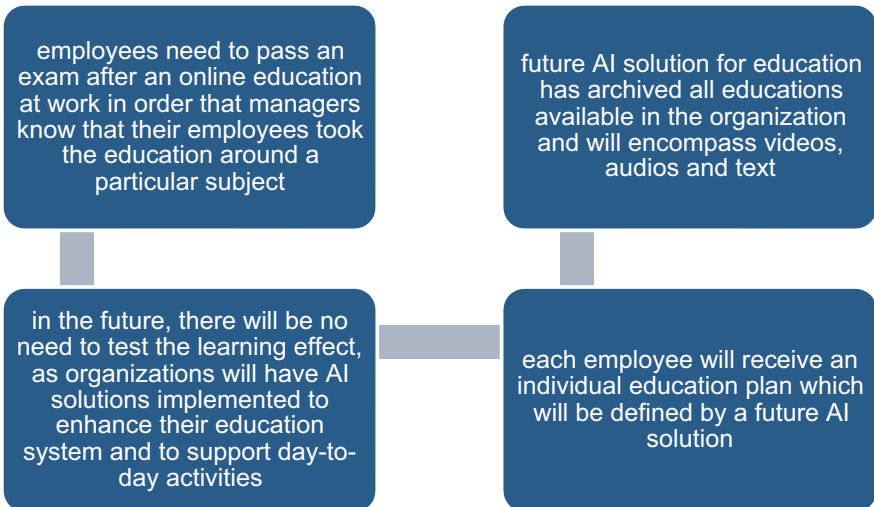 employees need to pass an
exam after an online education
at work in order that managers
know that their employees took
the education around a
particular subject
in the future, there will be no
need to test the learning effect,
as organizations will have AI
solutions implemented to
enhance their education
system and to support day-to-
day activities
each employee will receive an
individual education plan which
will be defined by a future AI
solution
future AI solution for education
has archived all educations
available in the organization
and will encompass videos,
audios and text